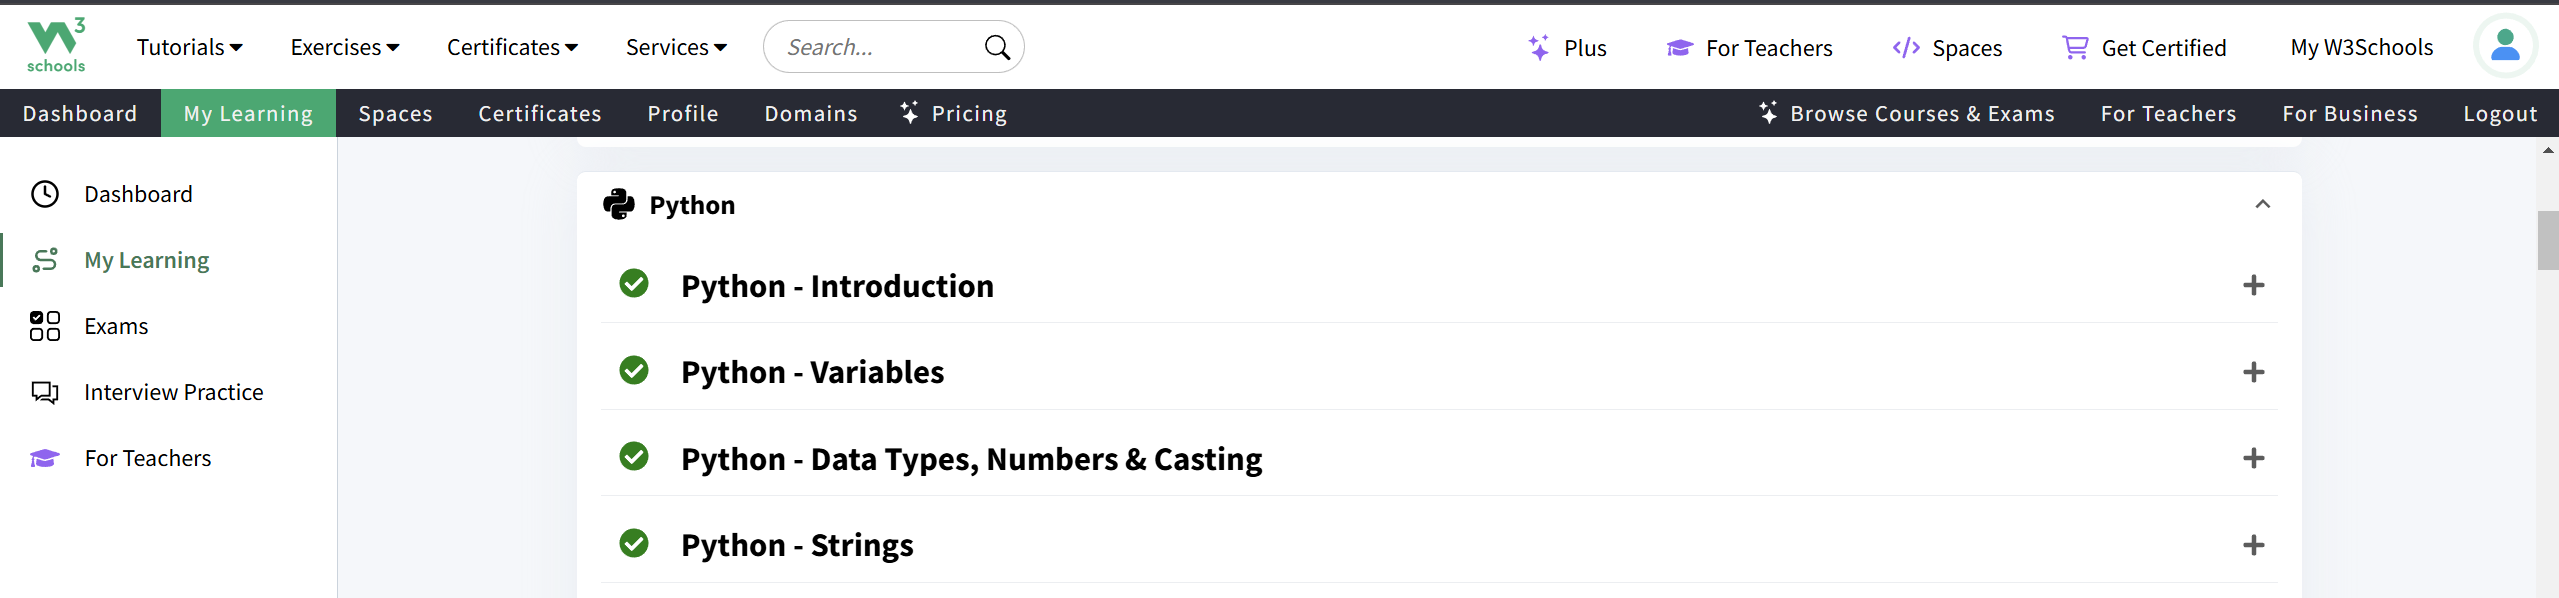 W3 schools
Tutorials Exercises Certificates Services Search... Plus For Teachers </> Spaces Get Certified My W3Schools
Dashboard My Learning Spaces Certificates Profile Domains Pricing Browse Courses & Exams For Teachers For Business Logout
Dashboard
My Learning
Exams
Interview Practice
For Teachers
Python
Python - Introduction
Python - Variables
Python - Data Types, Numbers & Casting
Python - Strings